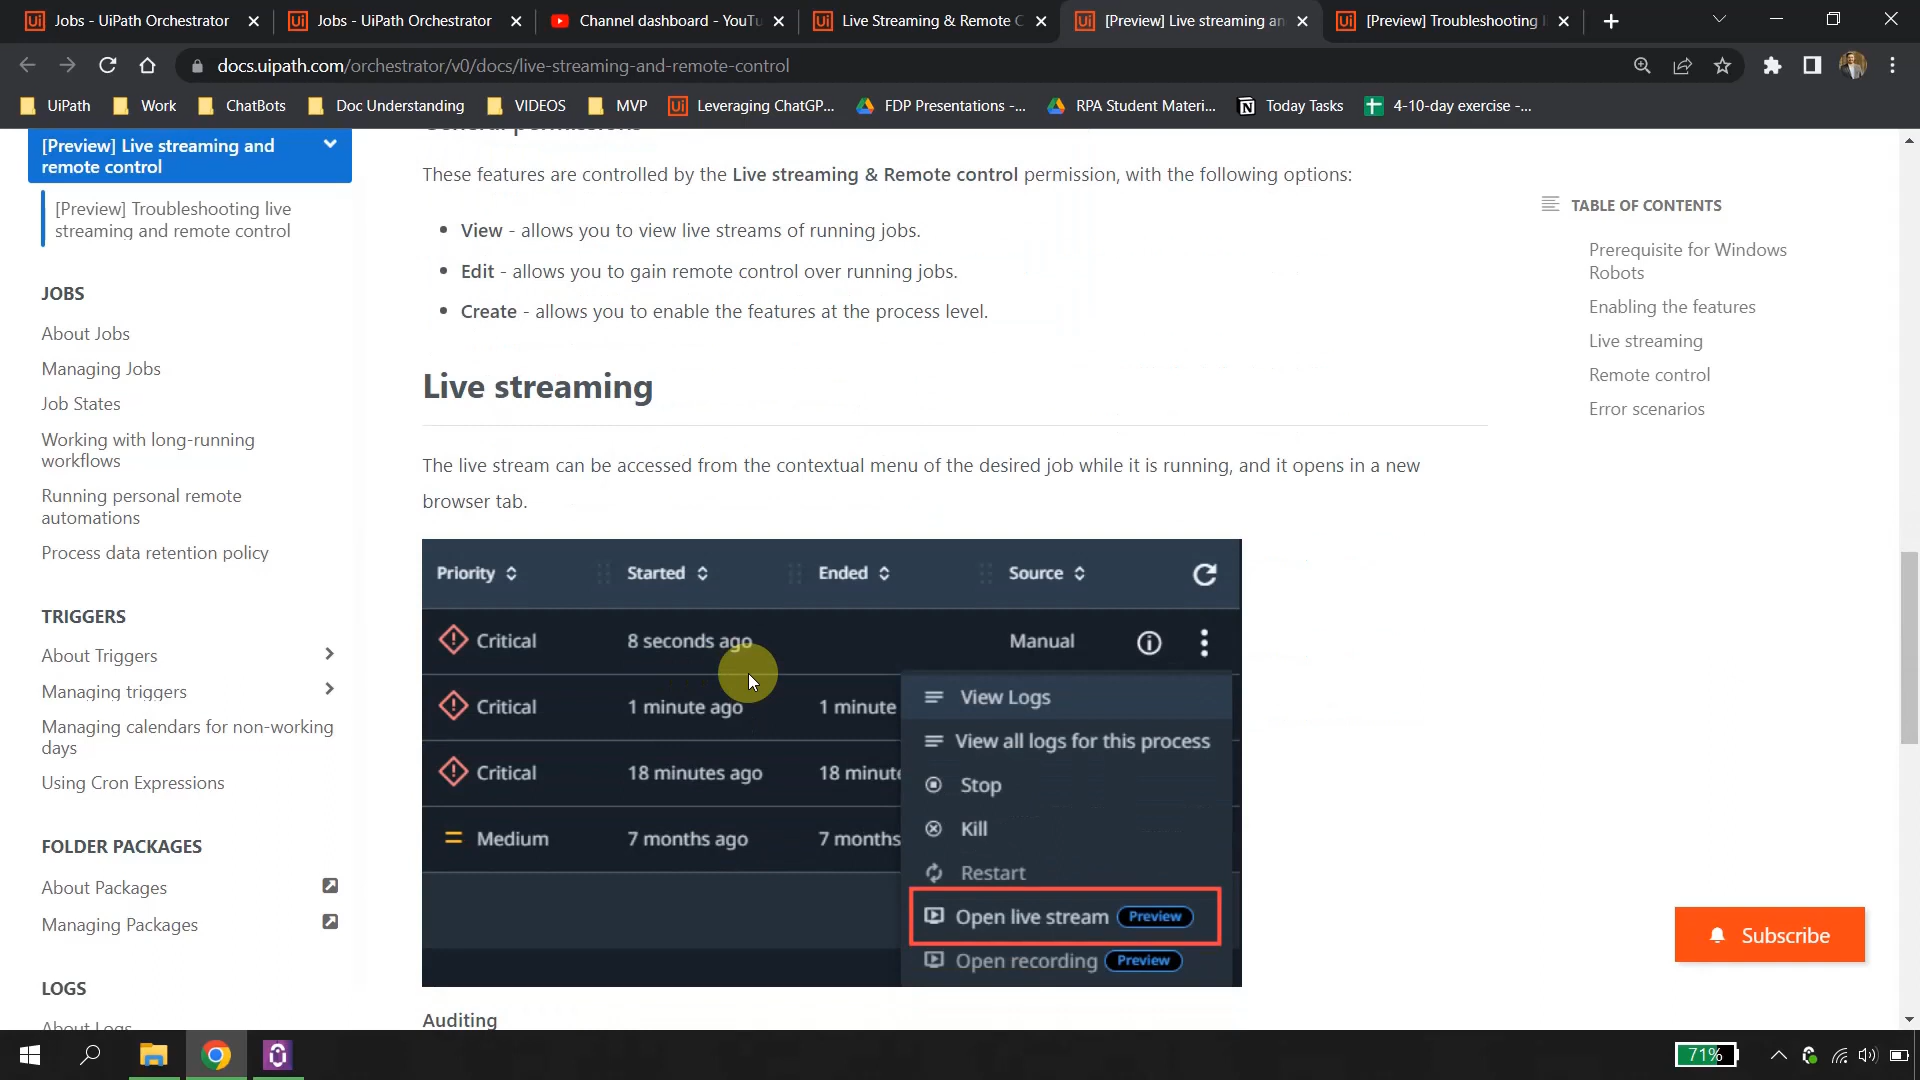 Jobs - UiPath Orchestrator
Jobs - UiPath Orchestrator
Channel dashboard - YouTu
Live Streaming & Remote C
[Preview] Live streaming an
[Preview] Troubleshooting l
docs.uipath.com/orchestrator/v0/docs/live-streaming-and-remote-control
UiPath
Work
ChatBots
Doc Understanding
VIDEOS
MVP
Leveraging ChatGP...
FDP Presentations -...
RPA Student Materi...
Today Tasks
4-10-day exercise -...
[Preview] Live streaming and
remote control
[Preview] Troubleshooting live
streaming and remote control
JOBS
About Jobs
Managing Jobs
Job States
Working with long-running
workflows
Running personal remote
automations
Process data retention policy
TRIGGERS
About Triggers
Managing triggers
Managing calendars for non-working
days
Using Cron Expressions
FOLDER PACKAGES
About Packages
Managing Packages
LOGS
About Logs
General permissions
These features are controlled by the Live streaming & Remote control permission, with the following options:
View - allows you to view live streams of running jobs.
Edit - allows you to gain remote control over running jobs.
Create - allows you to enable the features at the process level.
Live streaming
The live stream can be accessed from the contextual menu of the desired job while it is running, and it opens in a new
browser tab.
Priority Started Ended Source
Critical 8 seconds ago Manual
Critical 1 minute ago 1 minute
Critical 18 minutes ago 18 minute
Medium 7 months ago 7 months
View Logs
View all logs for this process
Stop
Kill
Restart
Open live stream Preview
Open recording Preview
Auditing
TABLE OF CONTENTS
Prerequisite for Windows
Robots
Enabling the features
Live streaming
Remote control
Error scenarios
Subscribe
71%